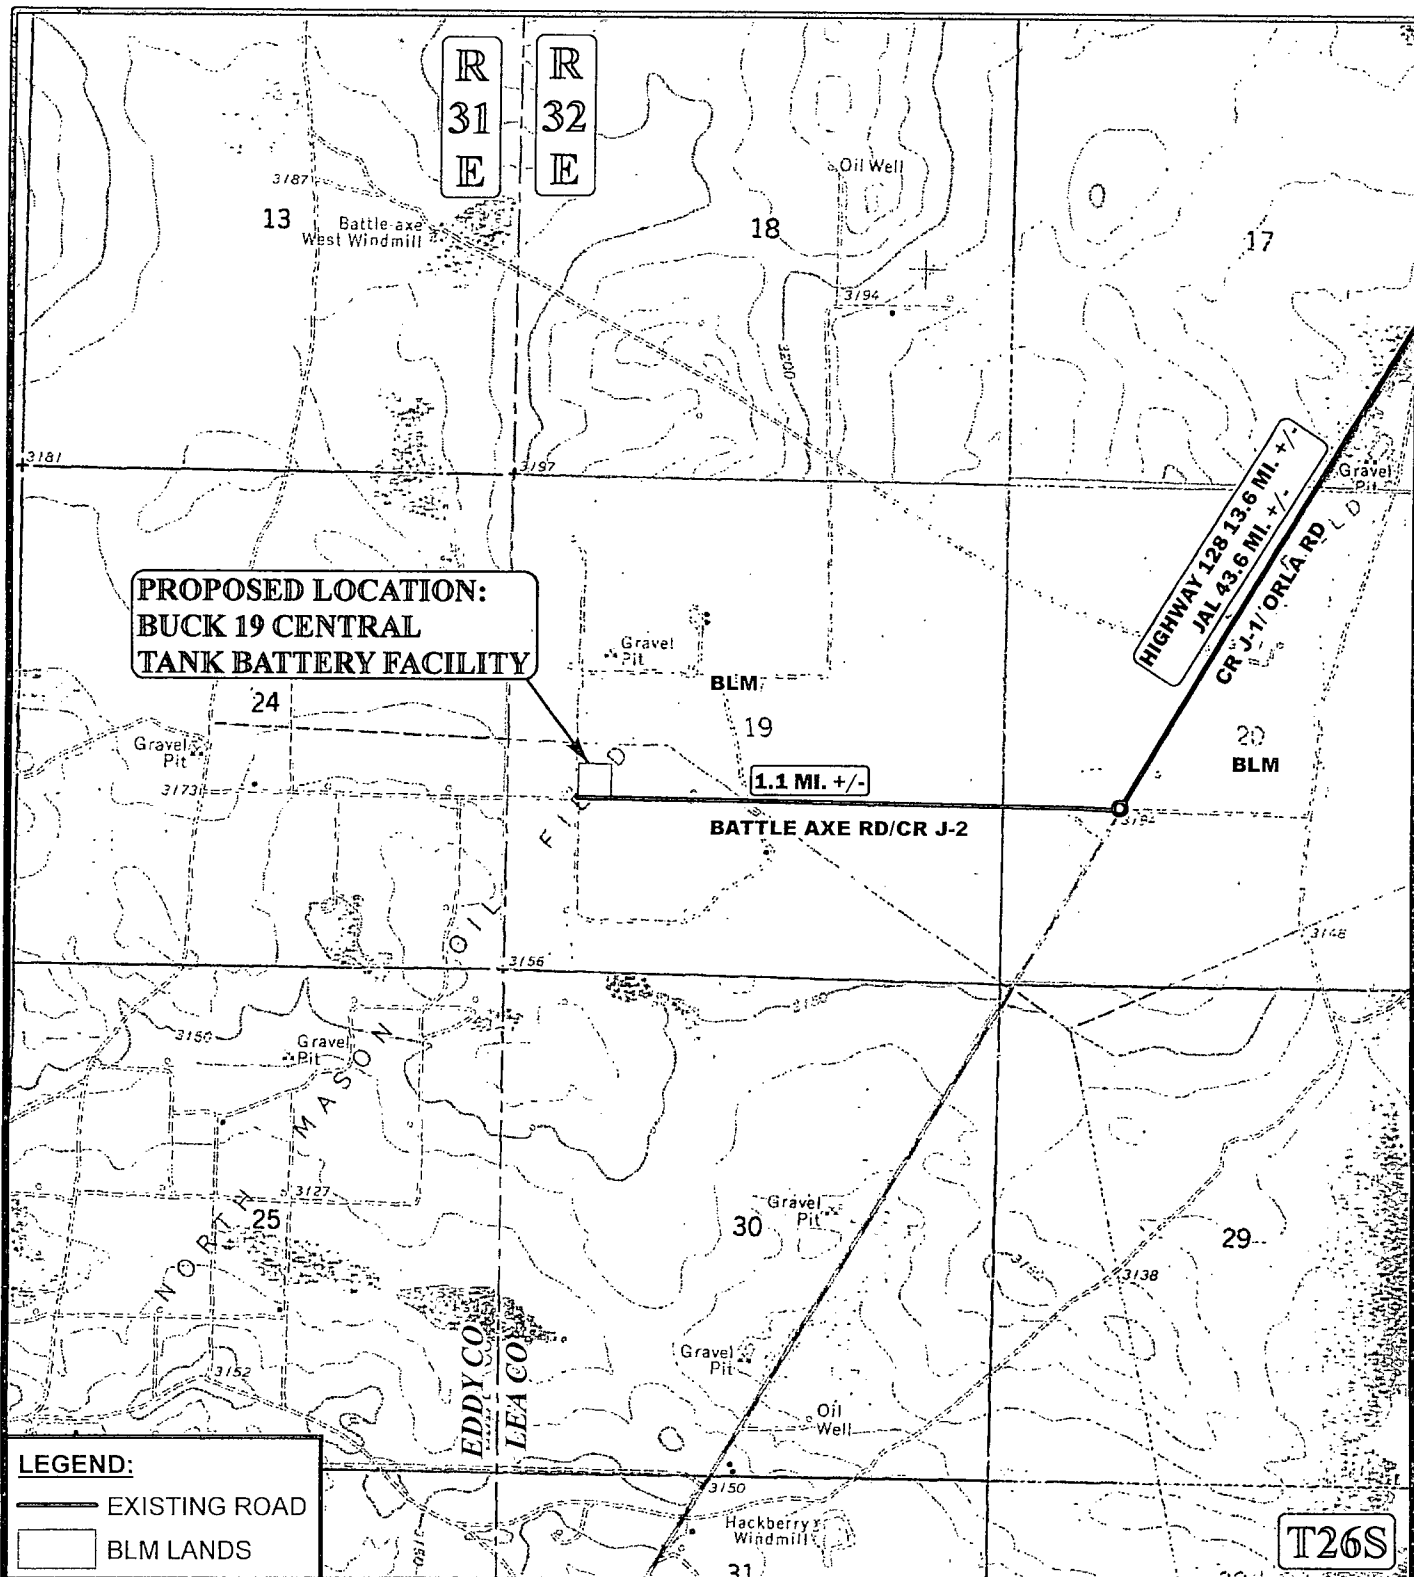 R
31
E
R
32
E
Oil Well
3187
13
Battle-axe
West Windmill
18
17
3194
3200
3181
3197
Gravel
Pit
HIGHWAY 128 13.6 MI. +/-
JAL 43.6 MI. +/-
CR J-1/ ORLA RD
PROPOSED LOCATION:
BUCK 19 CENTRAL
TANK BATTERY FACILITY
Gravel
Pit
BLM
24
19
20
BLM
Gravel
Pit
3173
1.1 MI. +/-
BATTLE AXE RD/CR J-2
3148
3156
3150
Gravel
Pit
NORTH MASON OIL FIELD
3127
25
30
Gravel
Pit
29
3138
EDDY CO.
LEA CO.
Gravel
Pit
3152
Oil
Well
3150
Hackberry
Windmill
31
LEGEND:
EXISTING ROAD
BLM LANDS
T26S